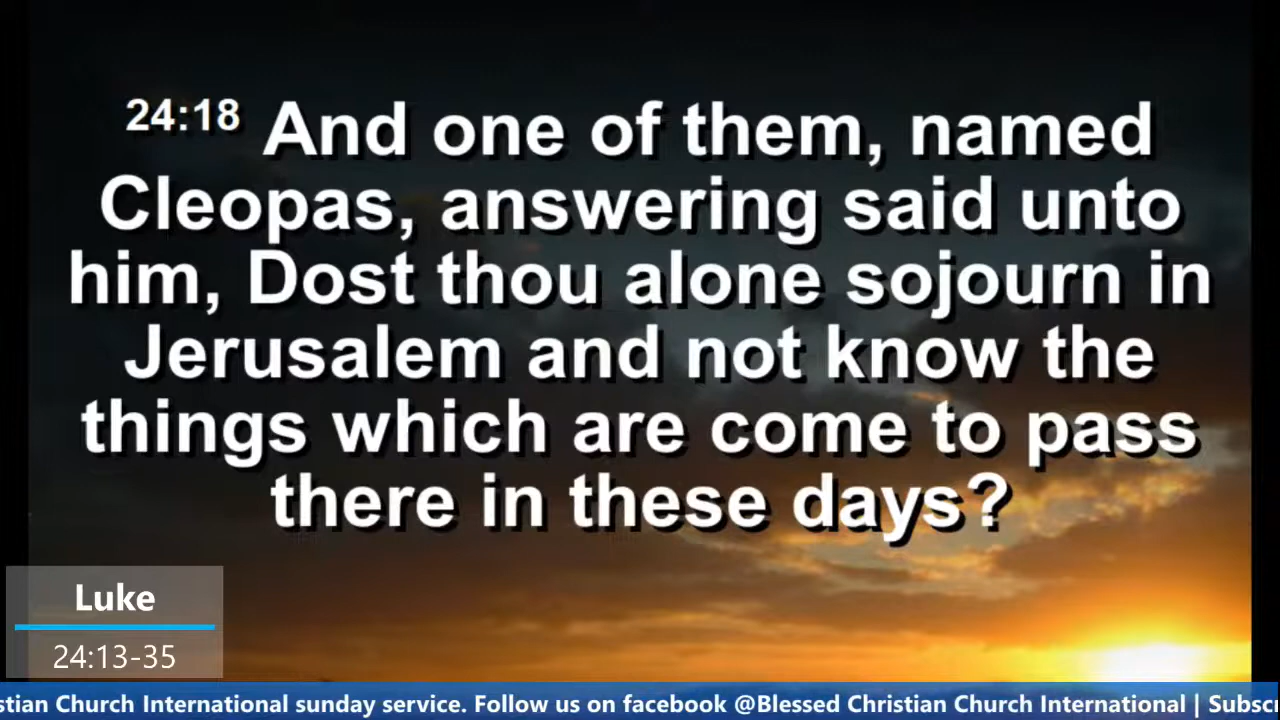 24:18 And one of them, named
Cleopas, answering said unto
him, Dost thou alone sojourn in
Jerusalem and not know the
things which are come to pass
there in these days?
Luke
24:13-35
stian Church International sunday service. Follow us on facebook @Blessed Christian Church International | Subsc